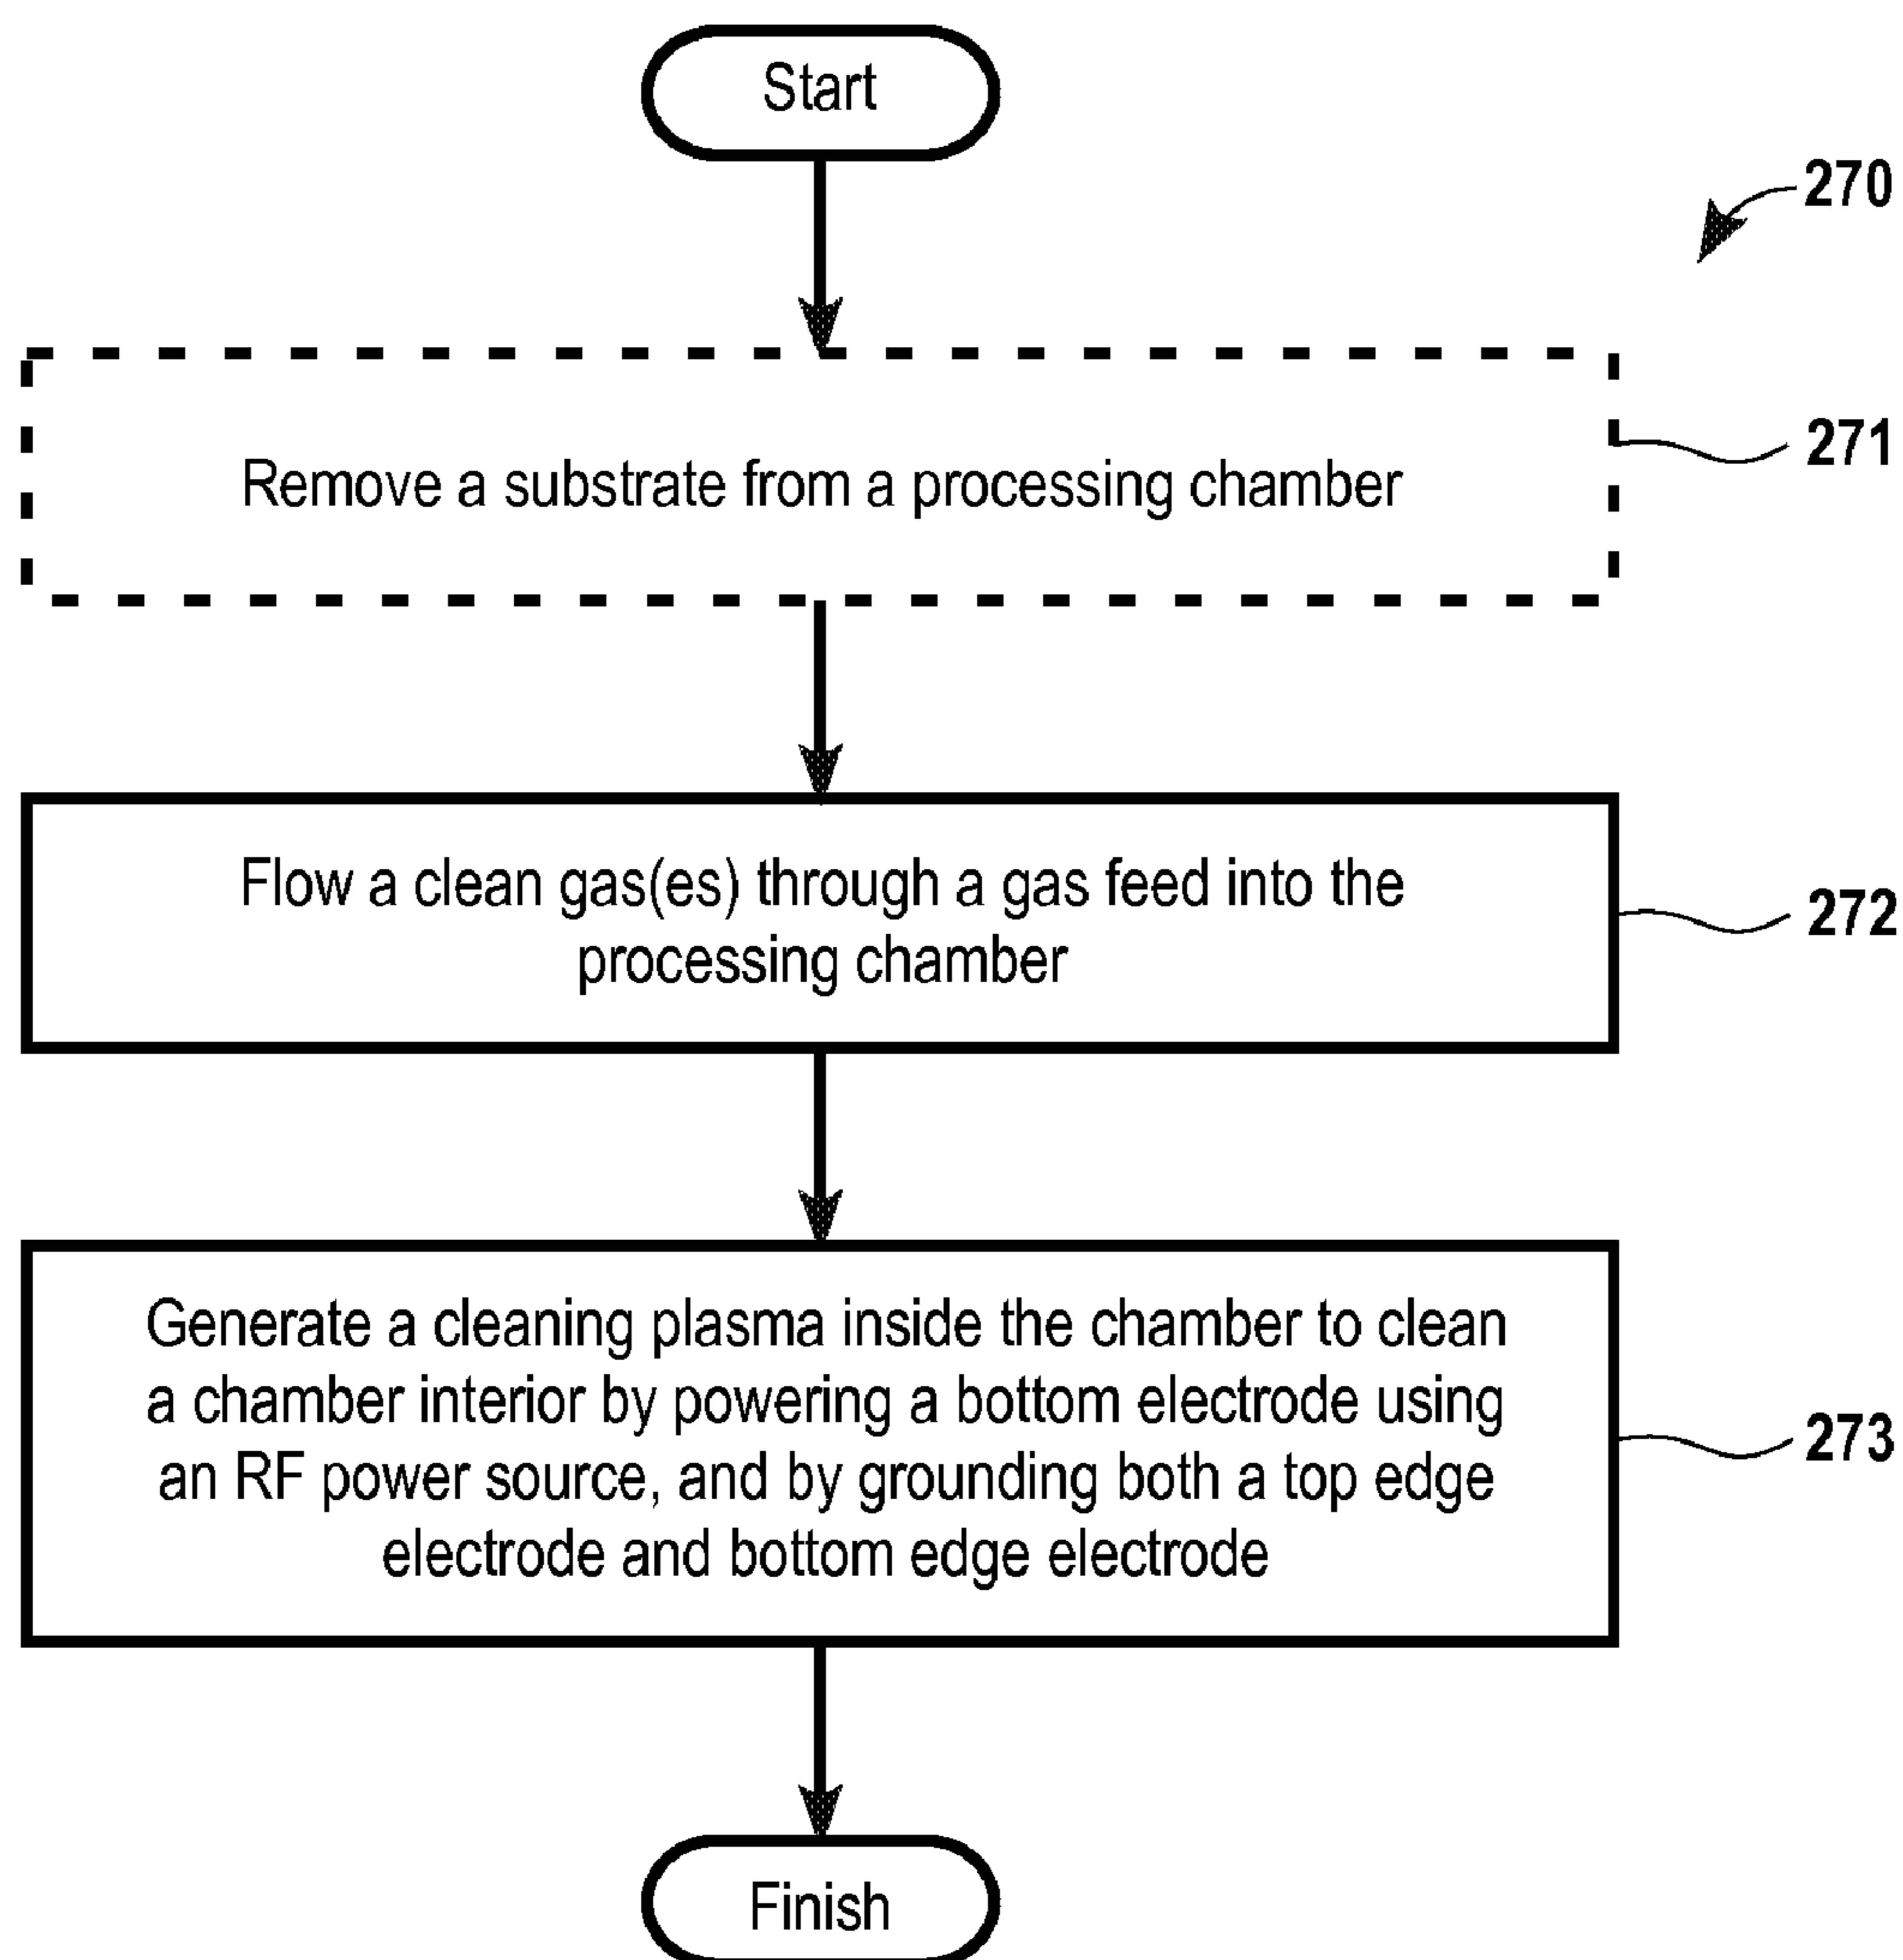 Start
270
Remove a substrate from a processing chamber
271
Flow a clean gas(es) through a gas feed into the
processing chamber
272
Generate a cleaning plasma inside the chamber to clean
a chamber interior by powering a bottom electrode using
an RF power source, and by grounding both a top edge
electrode and bottom edge electrode
273
Finish